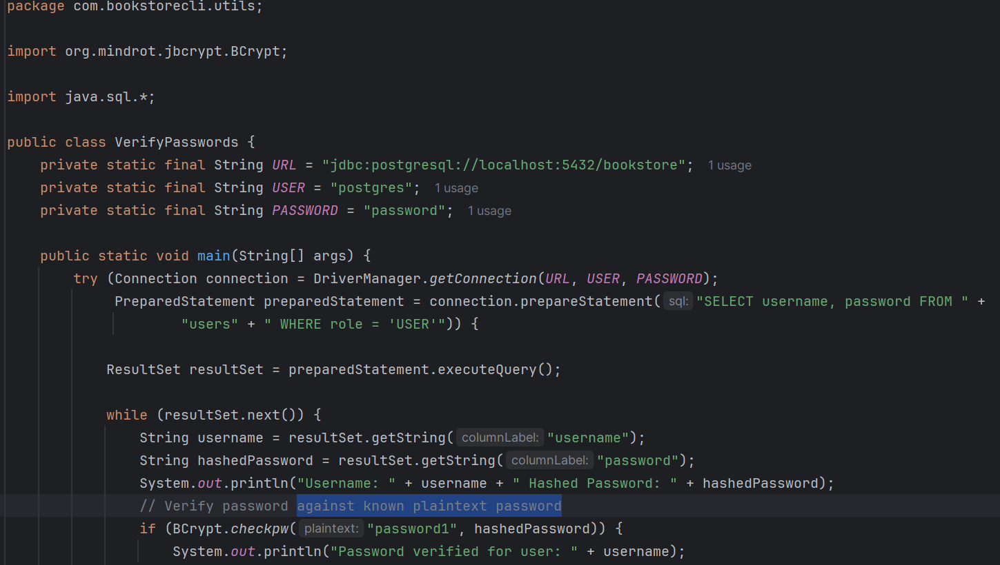 package com.bookstorecli.utils;
import org.mindrot.jbcrypt.BCrypt;
import java.sql.*;
public class VerifyPasswords {
private static final String URL = "jdbc:postgresql://localhost:5432/bookstore"; 1 usage
private static final String USER = "postgres"; 1 usage
private static final String PASSWORD = "password"; 1 usage
public static void main(String[] args) {
try (Connection connection = DriverManager.getConnection(URL, USER, PASSWORD);
PreparedStatement preparedStatement = connection.prepareStatement( sql: "SELECT username, password FROM " +
"users" + " WHERE role = 'USER'")) {
ResultSet resultSet = preparedStatement.executeQuery();
while (resultSet.next()) {
String username = resultSet.getString( columnLabel: "username");
String hashedPassword = resultSet.getString( columnLabel: "password");
System.out.println("Username: " + username + " Hashed Password: " + hashedPassword);
// Verify password against known plaintext password
if (BCrypt.checkpw( plaintext: "password1", hashedPassword)) {
System.out.println("Password verified for user: " + username);